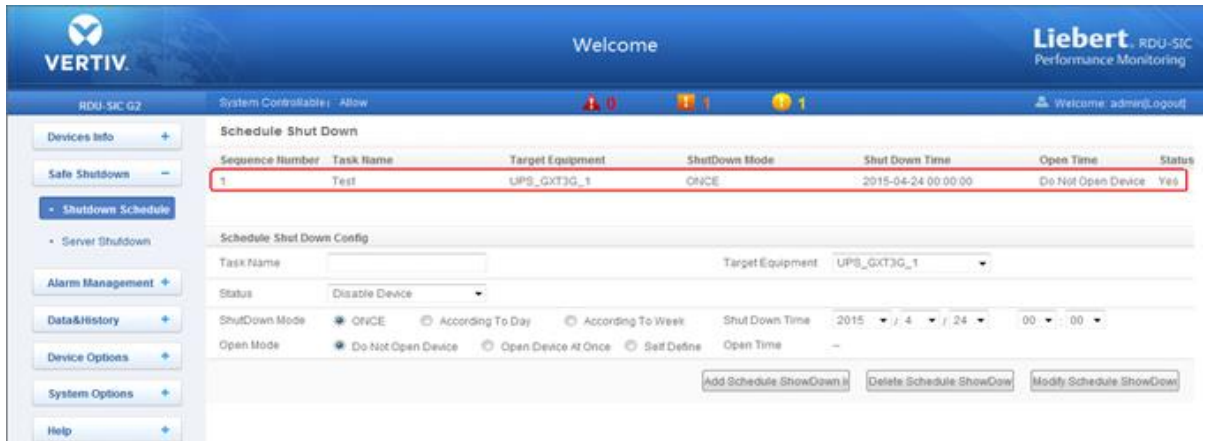 VERTIV.
Welcome
Liebert. RDU-SIC
Performance Monitoring
RDU-SIC G2
System Controllable: Allow
0
1
1
Welcome: admin[Logout]
Devices Info +
Safe Shutdown −
Shutdown Schedule
Server Shutdown
Alarm Management +
Data&History +
Device Options +
System Options +
Help +
Schedule Shut Down
Sequence Number Task Name Target Equipment ShutDown Mode Shut Down Time Open Time Status
1 Test UPS_GXT3G_1 ONCE 2015-04-24 00:00:00 Do Not Open Device Yes
Schedule Shut Down Config
Task Name Target Equipment UPS_GXT3G_1
Status Disable Device
ShutDown Mode ONCE According To Day According To Week Shut Down Time 2015 / 4 / 24 00 : 00
Open Mode Do Not Open Device Open Device At Once Self Define Open Time --
Add Schedule ShowDown Delete Schedule ShowDow Modify Schedule ShowDown